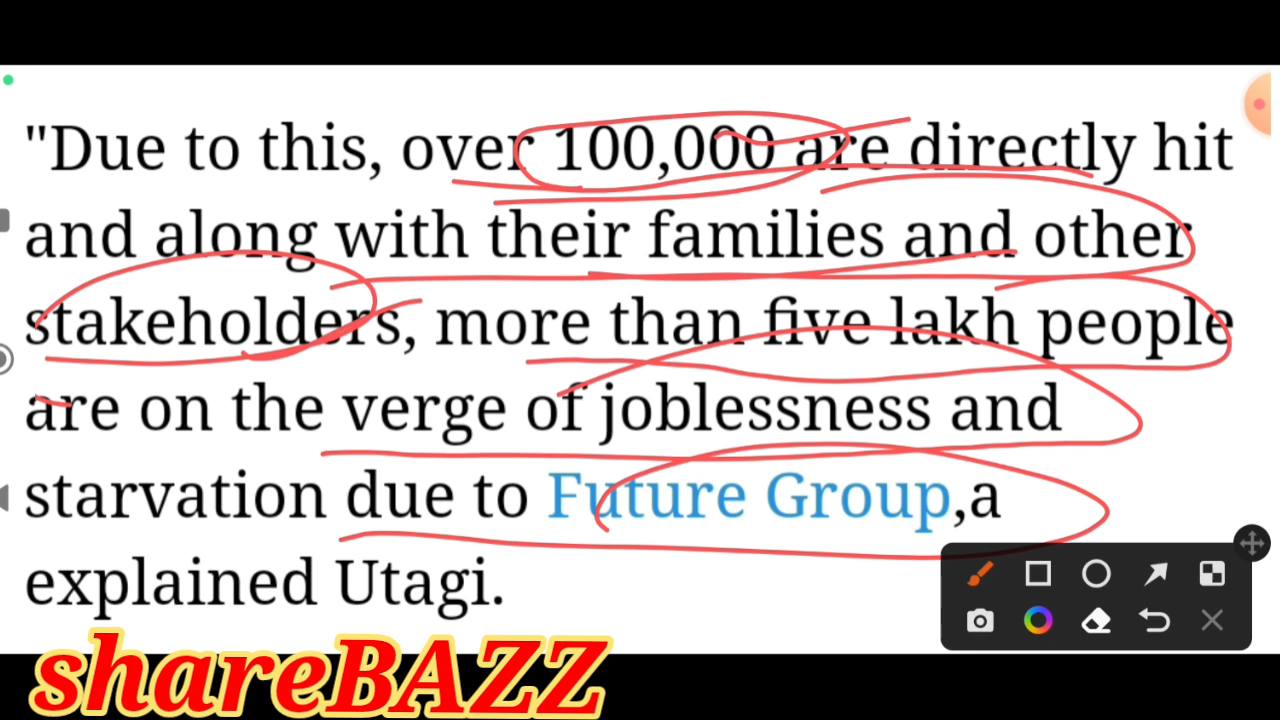 "Due to this, over 100,000 are directly hit
and along with their families and other
stakeholders, more than five lakh people
are on the verge of joblessness and
starvation due to Future Group,a
explained Utagi.
shareBAZZ